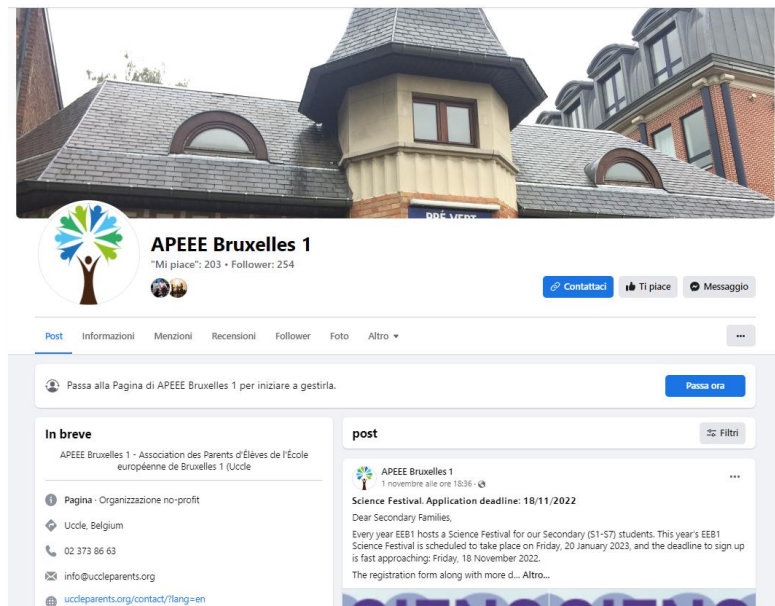 PRÉ VERT
APEEE Bruxelles 1
"Mi piace": 203 • Follower: 254
Contattaci
Ti piace
Messaggio
Post Informazioni Menzioni Recensioni Follower Foto Altro
Passa alla Pagina di APEEE Bruxelles 1 per iniziare a gestirla.
Passa ora
In breve
APEEE Bruxelles 1 - Association des Parents d'Élèves de l'École
européenne de Bruxelles 1 (Uccle
Pagina · Organizzazione no-profit
Uccle, Belgium
02 373 86 63
info@uccleparents.org
uccleparents.org/contact/?lang=en
post
Filtri
APEEE Bruxelles 1
1 novembre alle ore 18:36 ·
Science Festival. Application deadline: 18/11/2022
Dear Secondary Families,
Every year EEB1 hosts a Science Festival for our Secondary (S1-S7) students. This year's EEB1
Science Festival is scheduled to take place on Friday, 20 January 2023, and the deadline to sign up
is fast approaching: Friday, 18 November 2022.
The registration form along with more d... Altro...